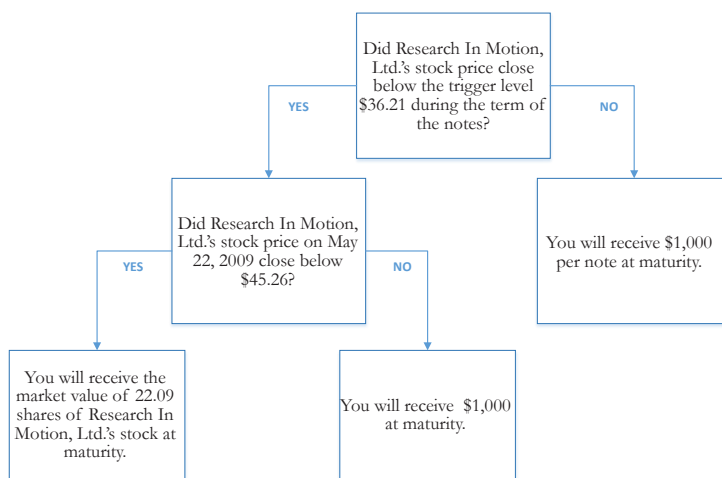 Did Research In Motion,
Ltd.'s stock price close
below the trigger level
$36.21 during the term of
the notes?
YES
NO
Did Research In Motion,
Ltd.'s stock price on May
22, 2009 close below
$45.26?
You will receive $1,000
per note at maturity.
YES
NO
You will receive the
market value of 22.09
shares of Research In
Motion, Ltd.'s stock at
maturity.
You will receive $1,000
at maturity.